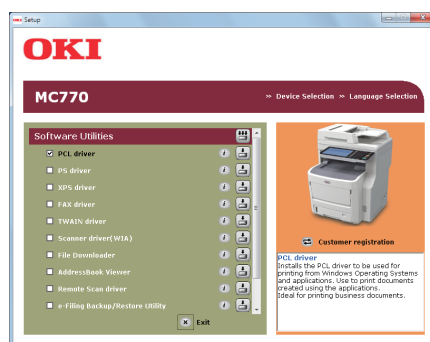 OKI Setup
OKI
MC770
» Device Selection » Language Selection
Software Utilities
PCL driver
PS driver
XPS driver
FAX driver
TWAIN driver
Scanner driver(WIA)
File Downloader
AddressBook Viewer
Remote Scan driver
e-Filing Backup/Restore Utility
Exit
Customer registration
PCL driver
Installs the PCL driver to be used for
printing from Windows Operating Systems
and applications. Use to print documents
created using the applications.
Ideal for printing business documents.